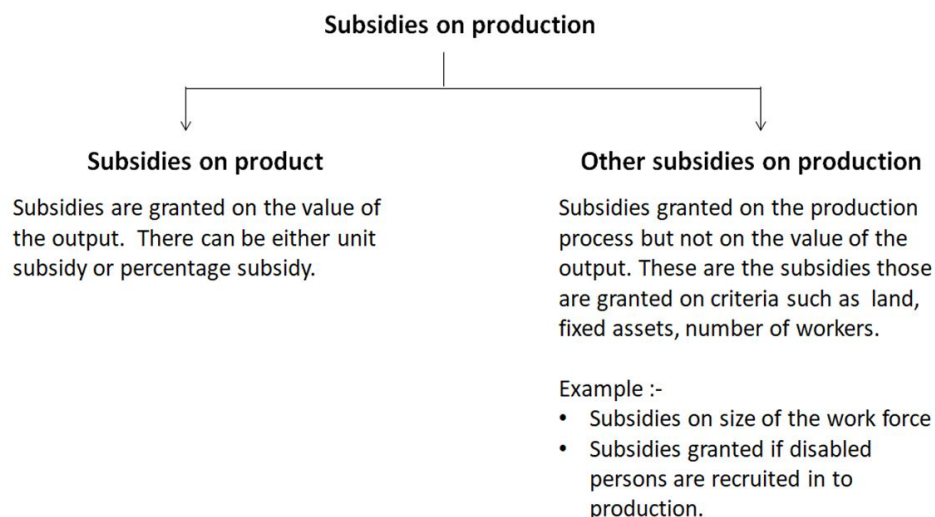 Subsidies on production
Subsidies on product
Subsidies are granted on the value of
the output. There can be either unit
subsidy or percentage subsidy.
Other subsidies on production
Subsidies granted on the production
process but not on the value of the
output. These are the subsidies those
are granted on criteria such as land,
fixed assets, number of workers.
Example :-
• Subsidies on size of the work force
• Subsidies granted if disabled
persons are recruited in to
production.